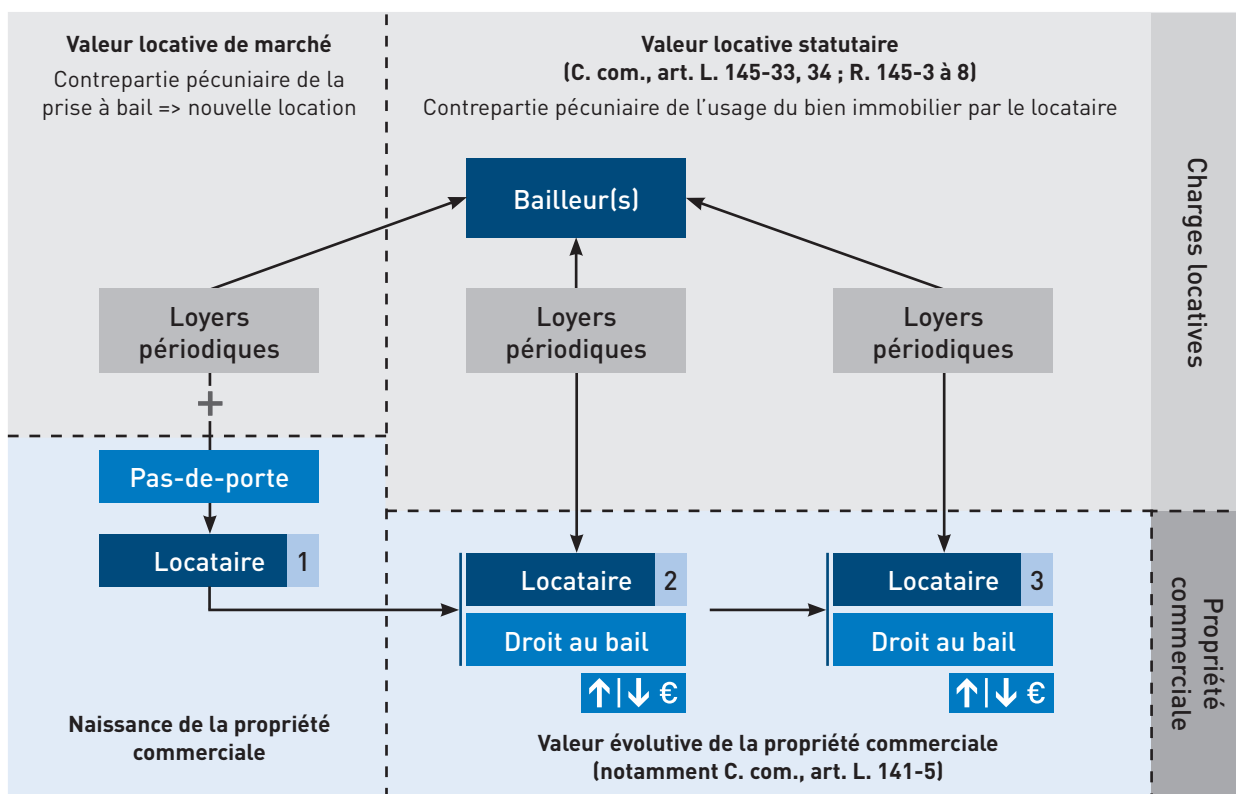 Valeur locative de marché
Contrepartie pécuniaire de la
prise à bail => nouvelle location
Valeur locative statutaire
(C. com., art. L. 145-33, 34 ; R. 145-3 à 8)
Contrepartie pécuniaire de l’usage du bien immobilier par le locataire
Bailleur(s)
Loyers
périodiques
Loyers
périodiques
Loyers
périodiques
Charges locatives
+
Pas-de-porte
Locataire 1
Locataire 2
Droit au bail
↑|↓ €
Locataire 3
Droit au bail
↑|↓ €
Propriété
commerciale
Naissance de la propriété
commerciale
Valeur évolutive de la propriété commerciale
(notamment C. com., art. L. 141-5)